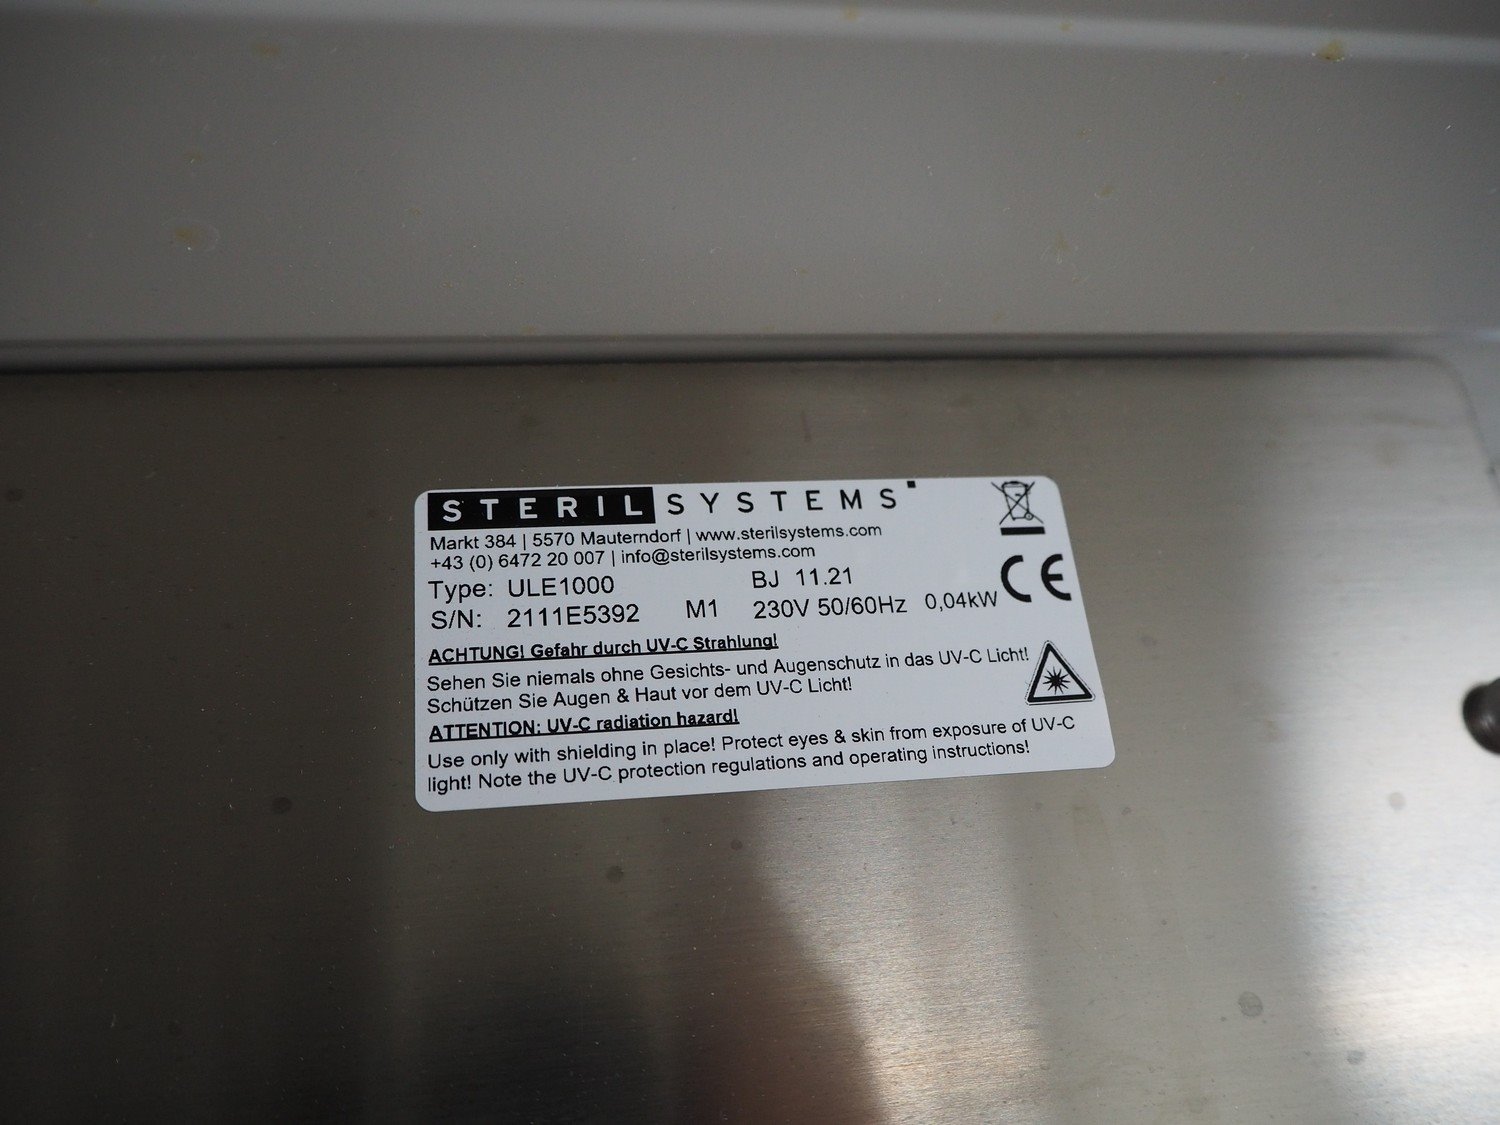 STERILSYSTEMS
Markt 384 | 5570 Mauterndorf | www.sterilsystems.com
+43 (0) 6472 20 007 | info@sterilsystems.com
Type: ULE1000 BJ 11.21
S/N: 2111E5392 M1 230V 50/60Hz 0,04kW
CE
ACHTUNG! Gefahr durch UV-C Strahlung!
Sehen Sie niemals ohne Gesichts- und Augenschutz in das UV-C Licht!
Schützen Sie Augen & Haut vor dem UV-C Licht!
ATTENTION: UV-C radiation hazard!
Use only with shielding in place! Protect eyes & skin from exposure of UV-C
light! Note the UV-C protection regulations and operating instructions!